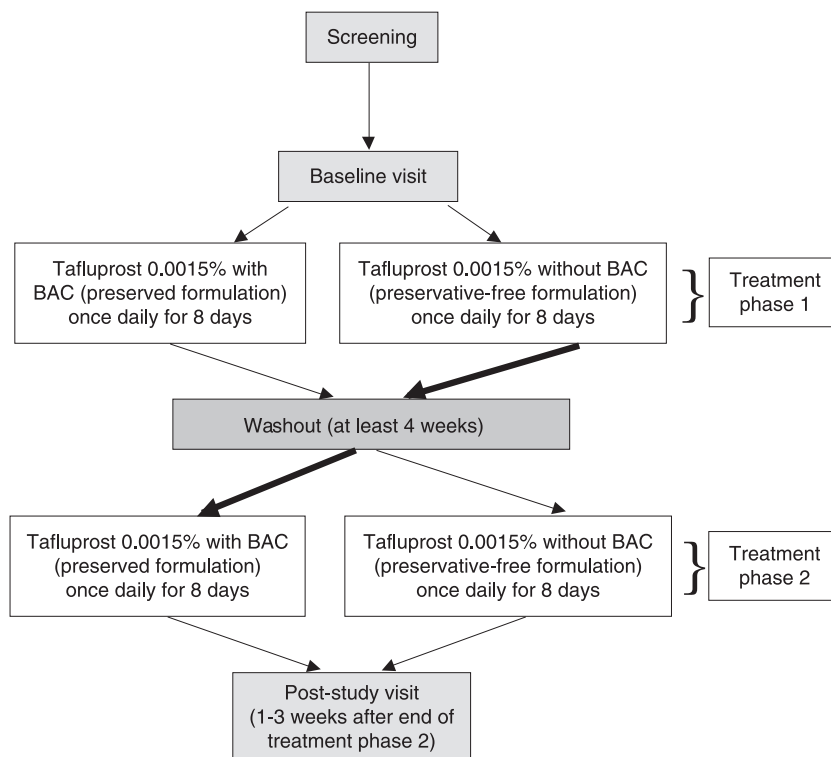 Screening
Baseline visit
Tafluprost 0.0015% with
BAC (preserved formulation)
once daily for 8 days
Tafluprost 0.0015% without BAC
(preservative-free formulation)
once daily for 8 days
Treatment
phase 1
Washout (at least 4 weeks)
Tafluprost 0.0015% with BAC
(preserved formulation)
once daily for 8 days
Tafluprost 0.0015% without BAC
(preservative-free formulation)
once daily for 8 days
Treatment
phase 2
Post-study visit
(1-3 weeks after end of
treatment phase 2)